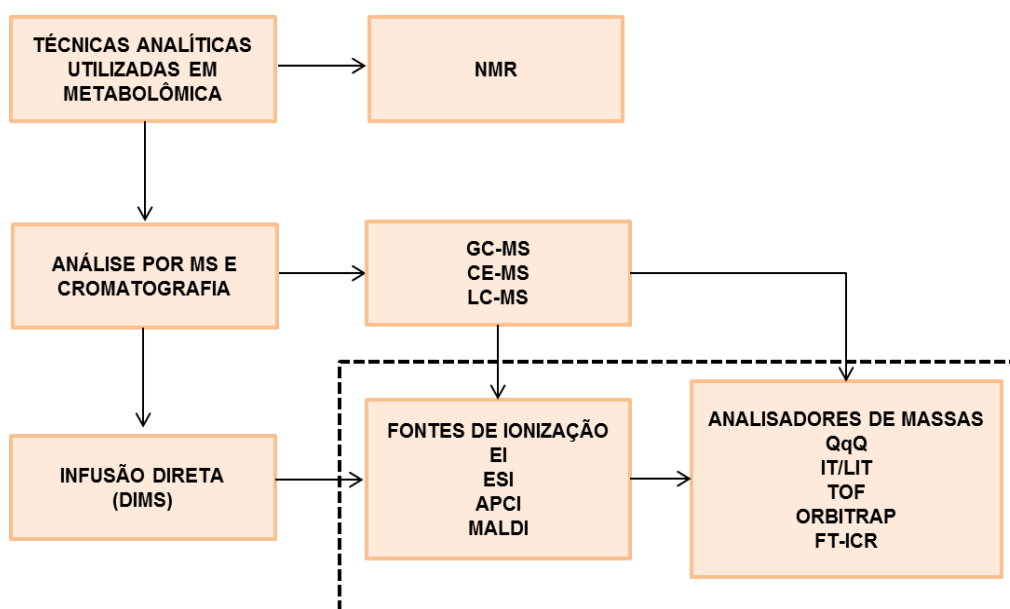 TÉCNICAS ANALÍTICAS
UTILIZADAS EM
METABOLÔMICA
NMR
ANÁLISE POR MS E
CROMATOGRAFIA
GC-MS
CE-MS
LC-MS
INFUSÃO DIRETA
(DIMS)
FONTES DE IONIZAÇÃO
EI
ESI
APCI
MALDI
ANALISADORES DE MASSAS
QqQ
IT/LIT
TOF
ORBITRAP
FT-ICR